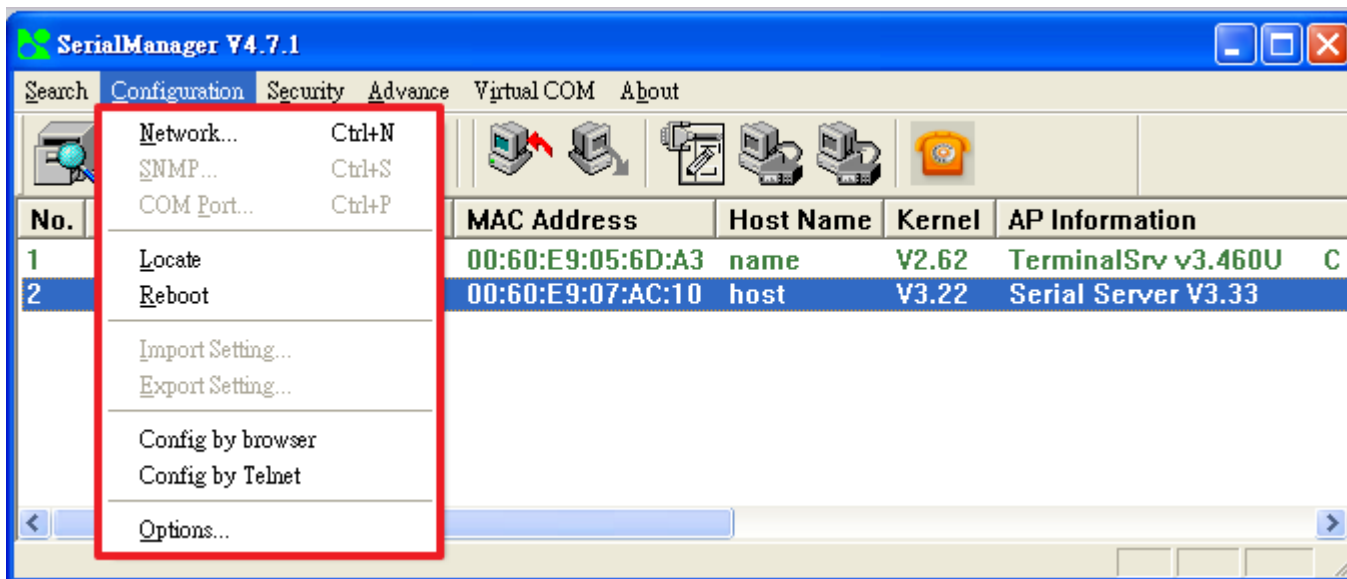 SerialManager V4.7.1
Search Configuration Security Advance Virtual COM About
Network... Ctrl+N
SNMP... Ctrl+S
COM Port... Ctrl+P
No. MAC Address Host Name Kernel AP Information
Locate
1 00:60:E9:05:6D:A3 name V2.62 TerminalSrv v3.460U C
Reboot
2 00:60:E9:07:AC:10 host V3.22 Serial Server V3.33
Import Setting...
Export Setting...
Config by browser
Config by Telnet
Options...